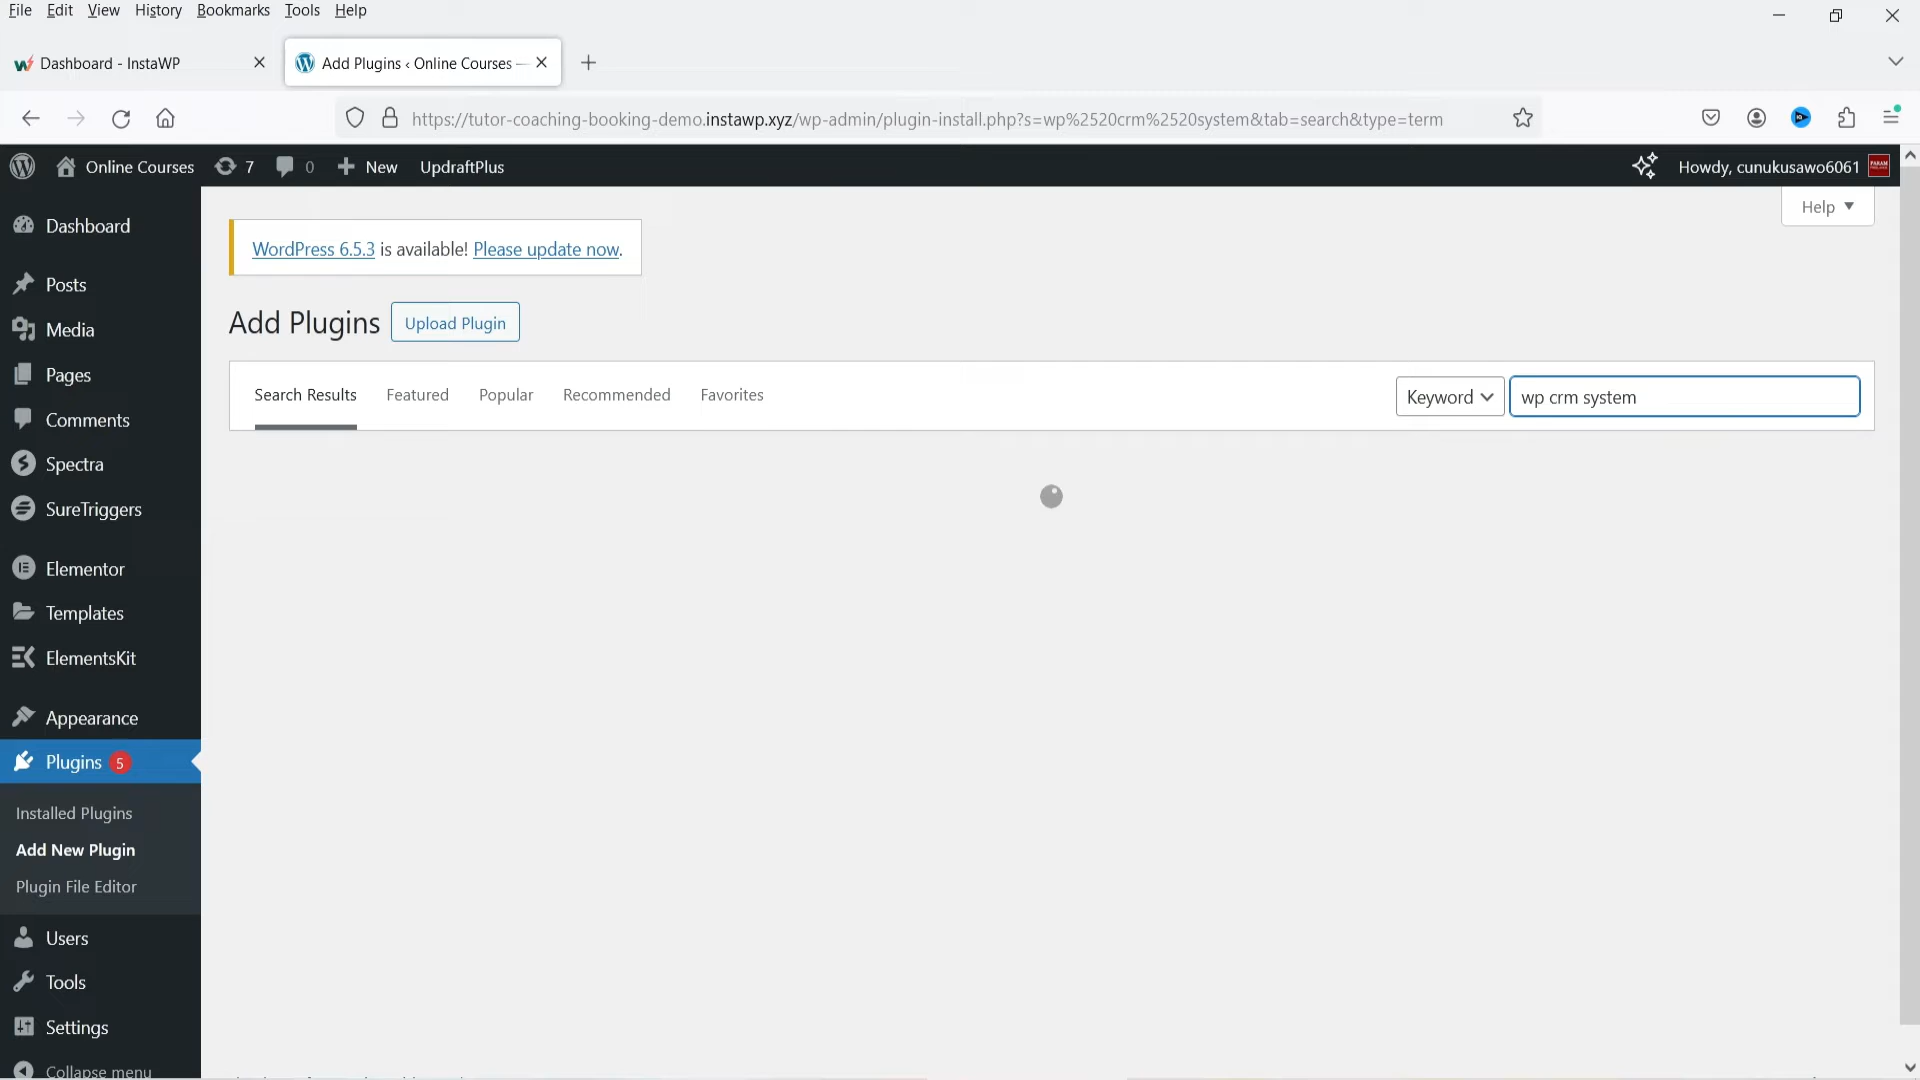 File Edit View History Bookmarks Tools Help
Dashboard - InstaWP
Add Plugins ‹ Online Courses —
https://tutor-coaching-booking-demo.instawp.xyz/wp-admin/plugin-install.php?s=wp%2520crm%2520system&tab=search&type=term
Online Courses 7 0 New UpdraftPlus Howdy, cunukusawo6061
Help
Dashboard
Posts
Media
Pages
Comments
Spectra
SureTriggers
Elementor
Templates
ElementsKit
Appearance
Plugins 5
Installed Plugins
Add New Plugin
Plugin File Editor
Users
Tools
Settings
Collapse menu
WordPress 6.5.3 is available! Please update now.
Add Plugins Upload Plugin
Search Results Featured Popular Recommended Favorites Keyword wp crm system